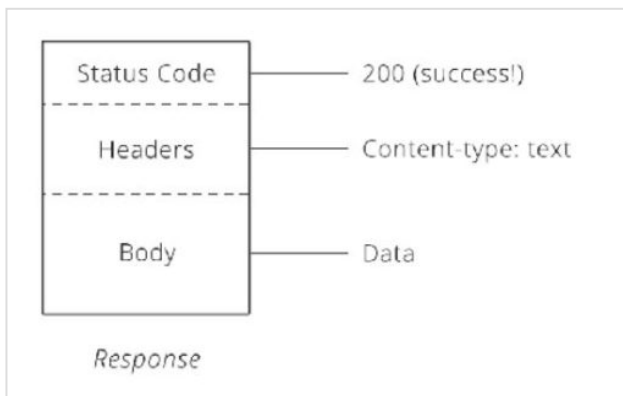 Status Code 200 (success!)
Headers Content-type: text
Body Data
Response